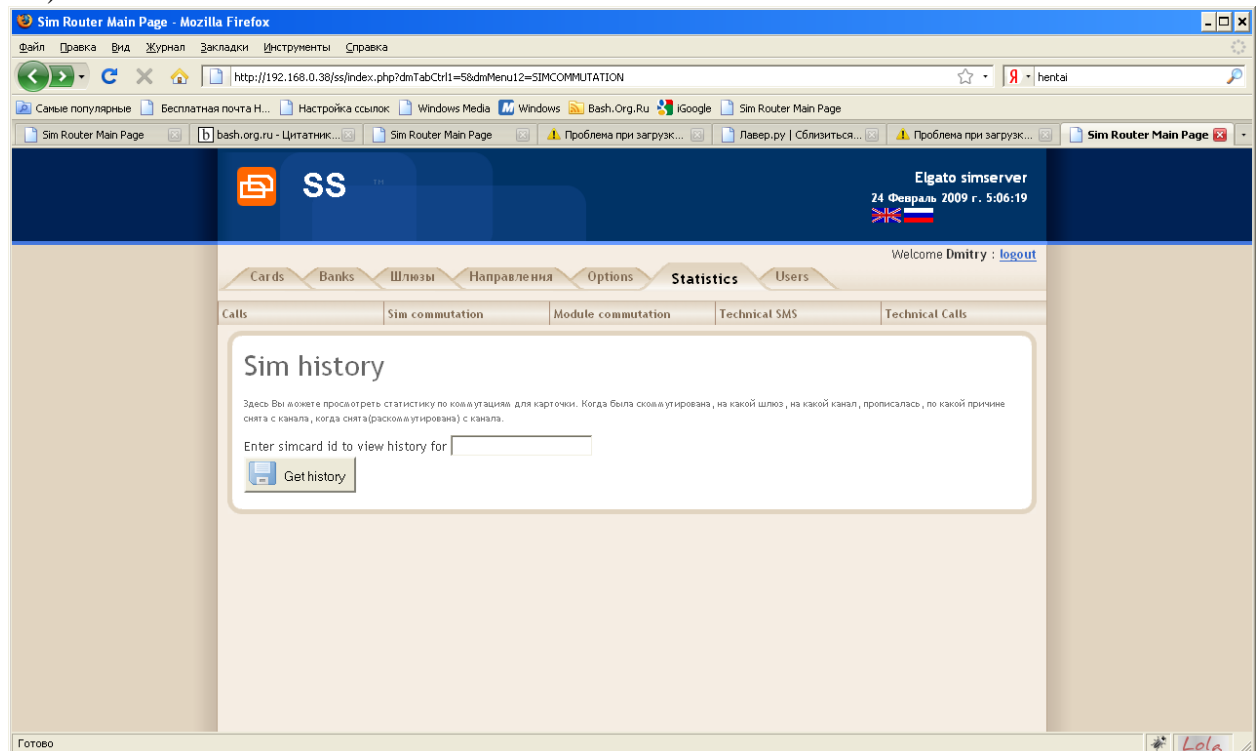 Sim Router Main Page - Mozilla Firefox
Файл Правка Вид Журнал Закладки Инструменты Справка
http://192.168.0.38/ss/index.php?dmTabCtrl1=5&dmMenu12=SIMCOMMUTATION Я hentai
Самые популярные Бесплатная почта H... Настройка ссылок Windows Media Windows Bash.Org.Ru iGoogle Sim Router Main Page
Sim Router Main Page bash.org.ru - Цитатник... Sim Router Main Page Проблема при загрузк... Лавер.ру | Сблизиться... Проблема при загрузк... Sim Router Main Page
SS ™
Elgato simserver
24 Февраль 2009 г. 5:06:19
Welcome Dmitry : logout
Cards Banks Шлюзы Направления Options Statistics Users
Calls Sim commutation Module commutation Technical SMS Technical Calls
Sim history
Здесь Вы можете просмотреть статистику по коммутациям для карточки. Когда была скоммутирована, на какой шлюз, на какой канал, прописалась, по какой причине
снята с канала, когда снята(раскоммутирована) с канала.
Enter simcard id to view history for
Get history
Готово
Lola